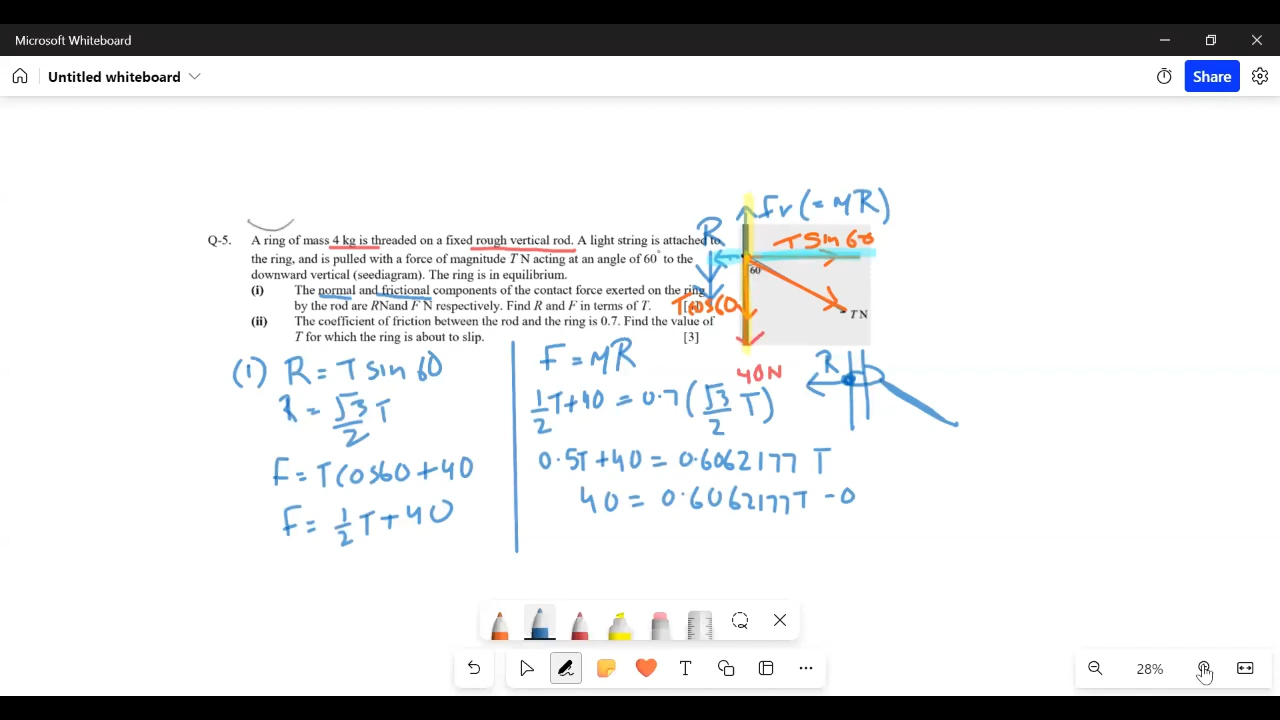 Microsoft Whiteboard
Untitled whiteboard
Share
Q-5. A ring of mass 4 kg is threaded on a fixed rough vertical rod. A light string is attached to
the ring, and is pulled with a force of magnitude T N acting at an angle of 60° to the
downward vertical (seediagram). The ring is in equilibrium.
(i) The normal and frictional components of the contact force exerted on the ring
by the rod are RNand F N respectively. Find R and F in terms of T.
(ii) The coefficient of friction between the rod and the ring is 0.7. Find the value of
T for which the ring is about to slip. [3]
Fr (= MR)
R
T sin 60
60
T cos 60
T N
40N
R
(1) R = T sin 60
R = √3/2 T
F = T cos60 + 40
F = 1/2 T + 40
F = MR
1/2 T + 40 = 0.7 ( √3/2 T )
0.5T + 40 = 0.6062177 T
40 = 0.6062177T - 0
28%